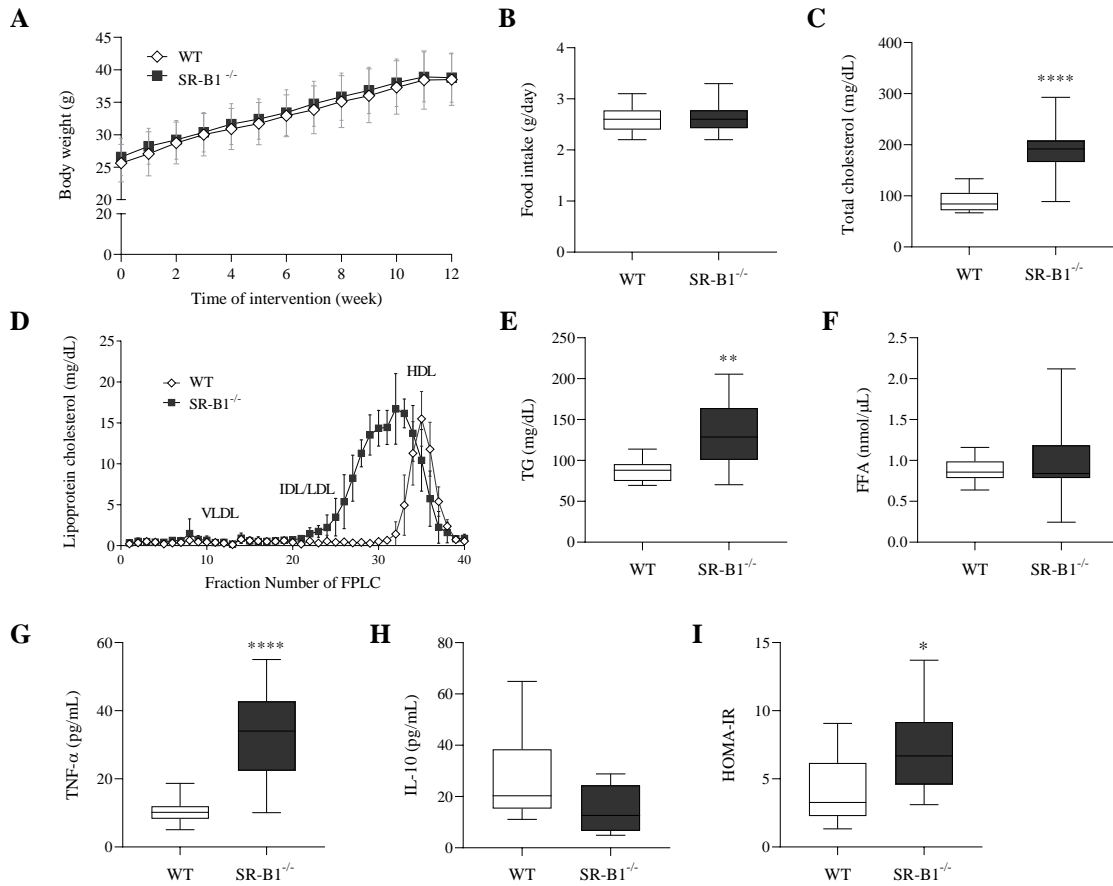 A
Body weight (g)
45
40
35
30
25
20
20
0
0 2 4 6 8 10 12
Time of intervention (week)
WT
SR-B1 -/-
B
Food intake (g/day)
4
3
2
1
0
WT SR-B1-/-
C
Total cholesterol (mg/dL)
400
300
200
100
0
****
WT SR-B1-/-
D
Lipoprotein cholesterol (mg/dL)
25
20
15
10
5
0
WT
SR-B1-/-
HDL
IDL/LDL
VLDL
0 10 20 30 40
Fraction Number of FPLC
E
TG (mg/dL)
250
200
150
100
50
0
**
WT SR-B1-/-
F
FFA (nmol/μL)
2.5
2.0
1.5
1.0
0.5
0.0
WT SR-B1-/-
G
TNF-α (pg/mL)
60
40
20
0
****
WT SR-B1-/-
H
IL-10 (pg/mL)
80
60
40
20
0
WT SR-B1-/-
I
HOMA-IR
15
10
5
0
*
WT SR-B1-/-